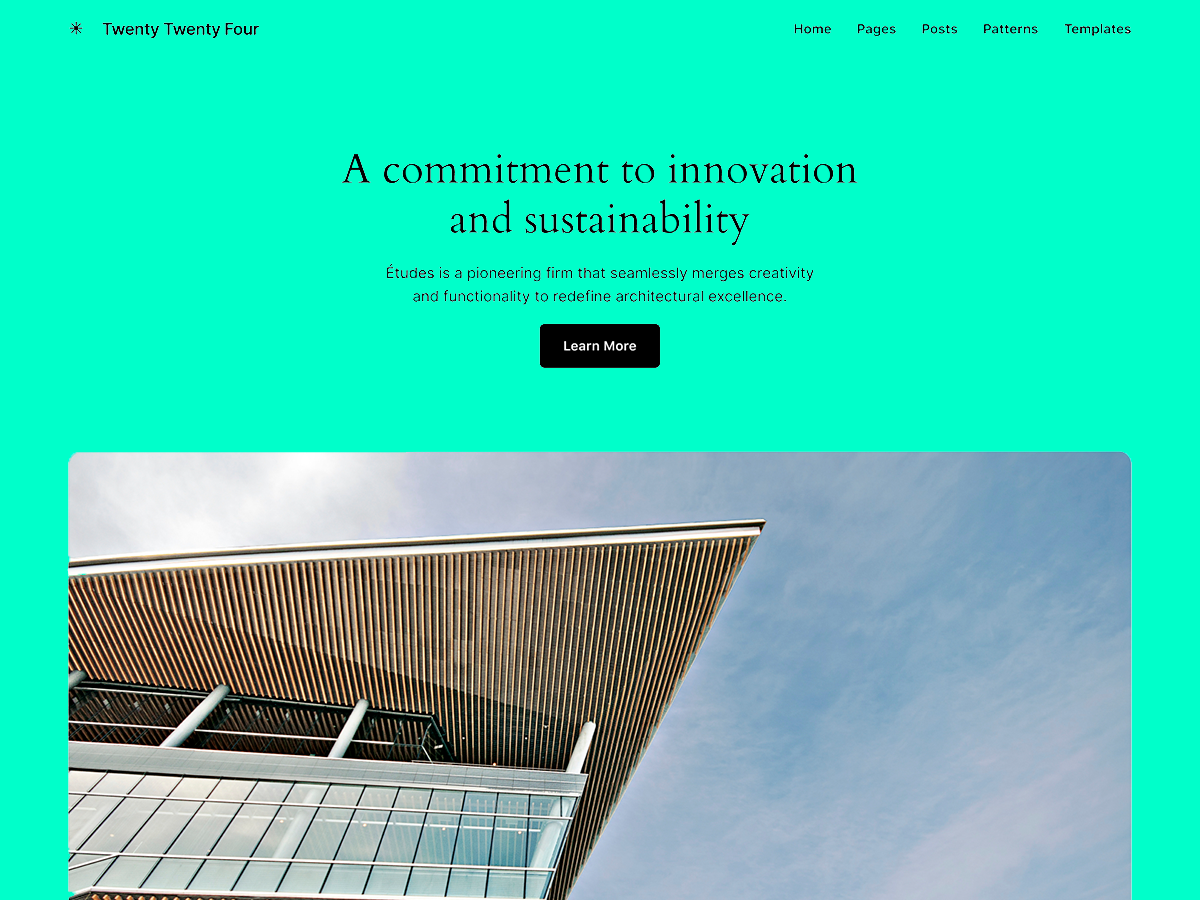 Twenty Twenty Four
Home Pages Posts Patterns Templates
A commitment to innovation
and sustainability
Études is a pioneering firm that seamlessly merges creativity
and functionality to redefine architectural excellence.
Learn More